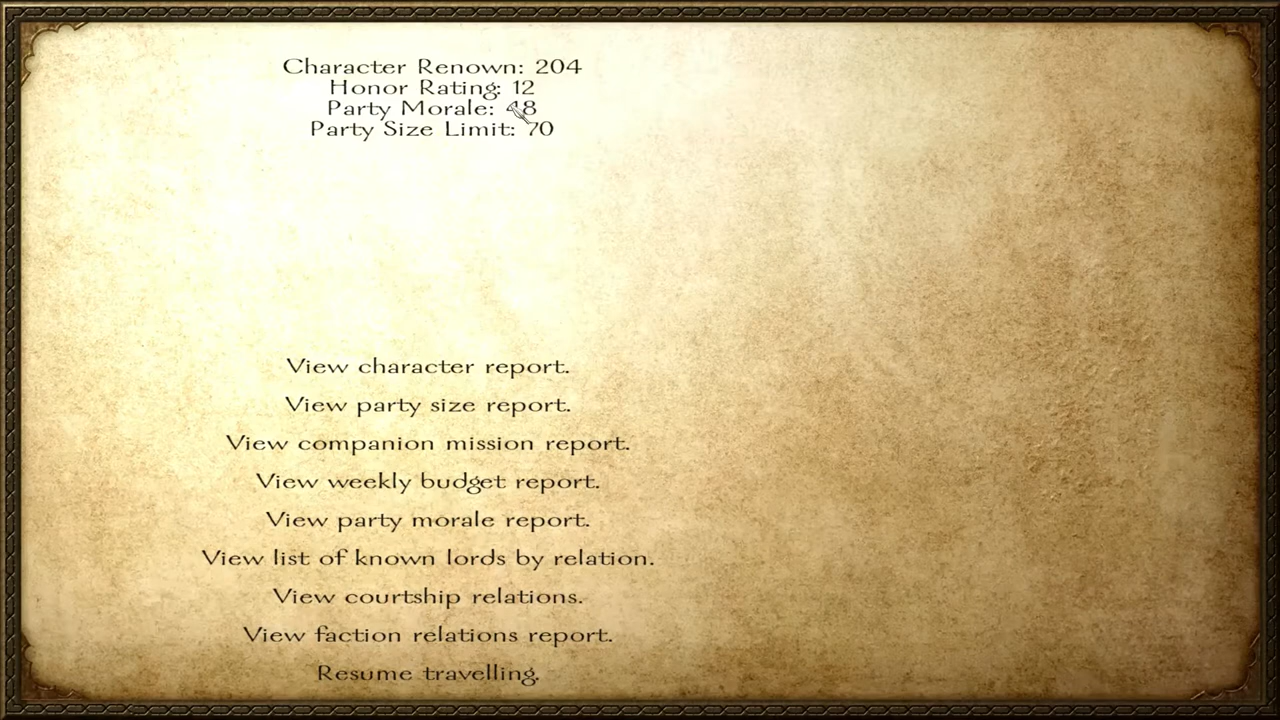 Character Renown: 204
Honor Rating: 12
Party Morale: 48
Party Size Limit: 70
View character report.
View party size report.
View companion mission report.
View weekly budget report.
View party morale report.
View list of known lords by relation.
View courtship relations.
View faction relations report.
Resume travelling.